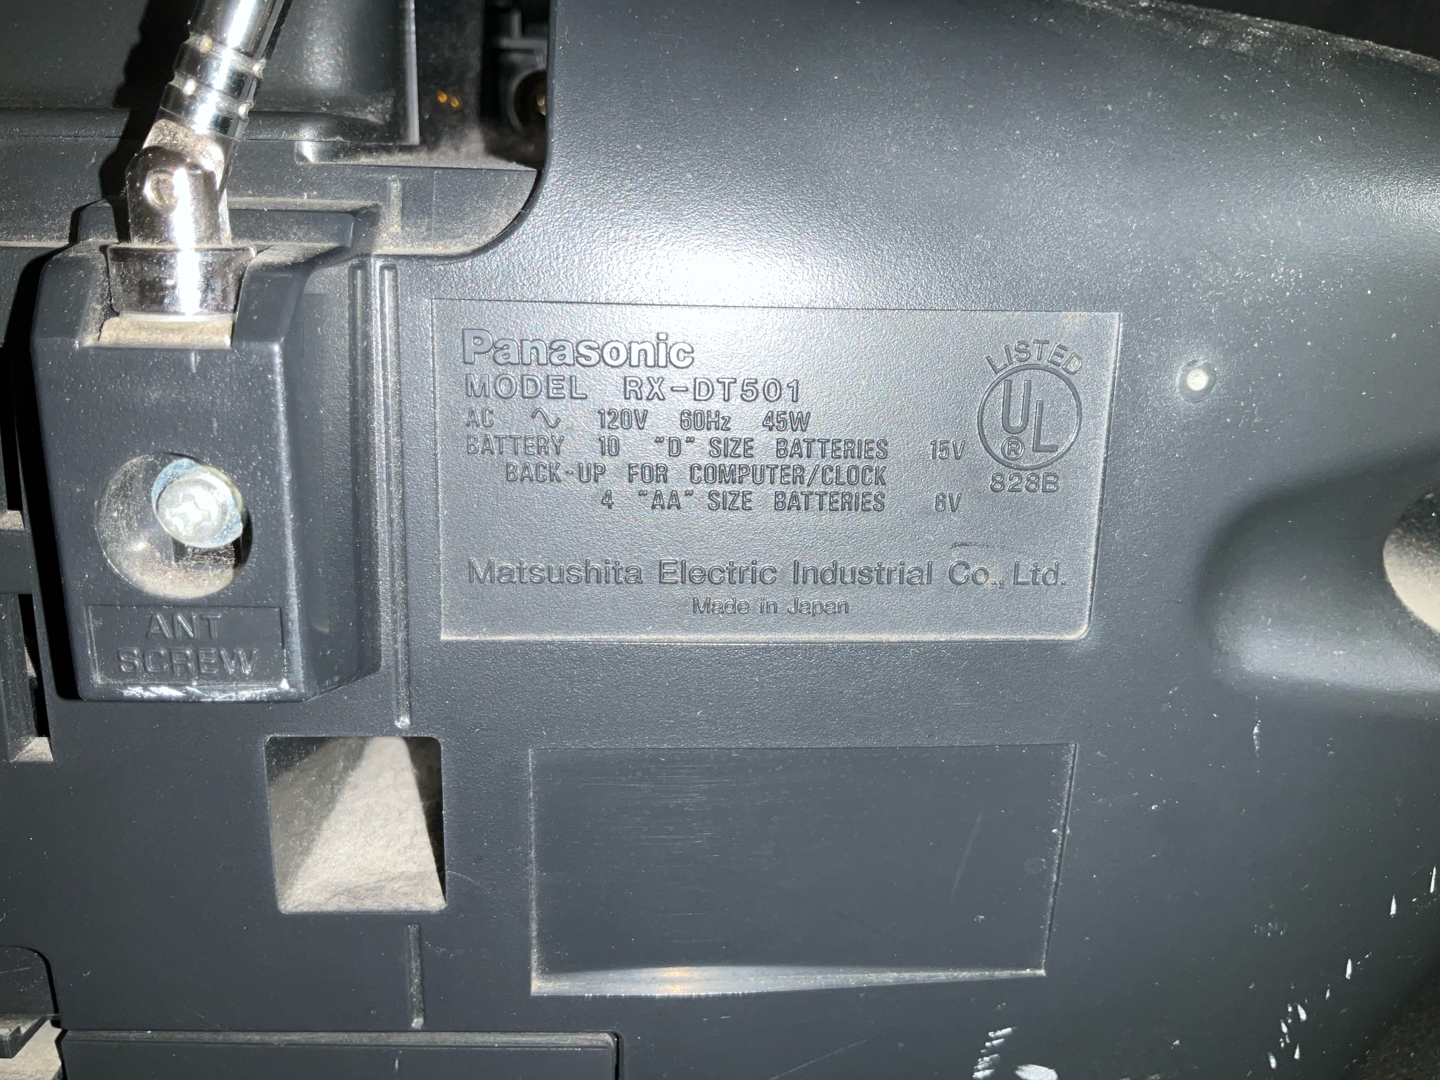 Panasonic
MODEL RX-DT501
AC ∿ 120V 60Hz 45W
BATTERY 10 "D" SIZE BATTERIES 15V
BACK-UP FOR COMPUTER/CLOCK
4 "AA" SIZE BATTERIES 6V
LISTED
UL
®
828B
Matsushita Electric Industrial Co., Ltd.
Made in Japan
ANT
SCREW